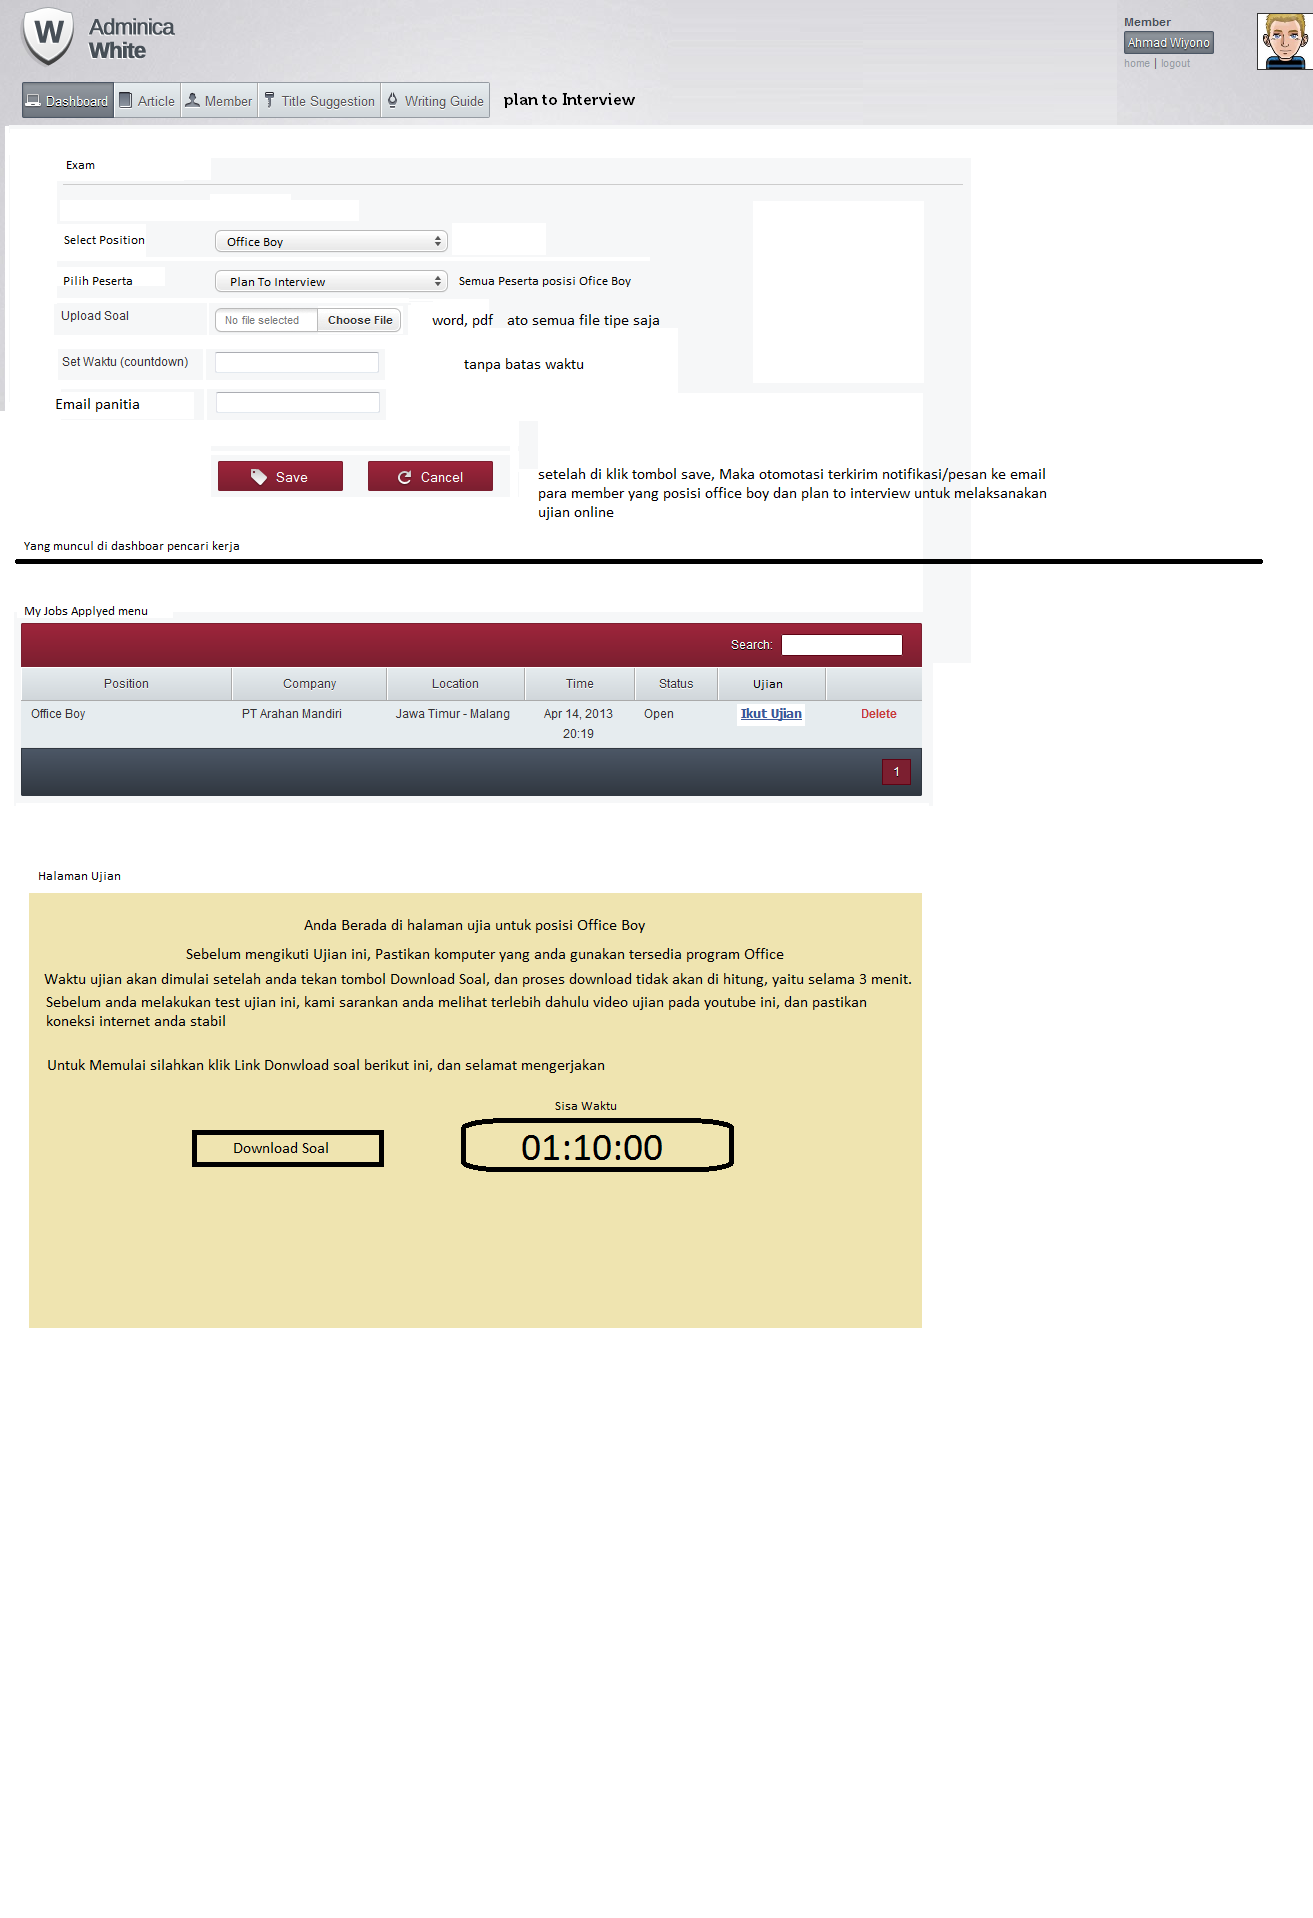 W
Adminica
White
Member
Ahmad Wiyono
home | logout
Dashboard Article Member Title Suggestion Writing Guide plan to Interview
Exam
Select Position Office Boy
Pilih Peserta Plan To Interview Semua Peserta posisi Ofice Boy
Upload Soal No file selected Choose File word, pdf ato semua file tipe saja
Set Waktu (countdown) tanpa batas waktu
Email panitia
Save Cancel
setelah di klik tombol save, Maka otomotasi terkirim notifikasi/pesan ke email
para member yang posisi office boy dan plan to interview untuk melaksanakan
ujian online
Yang muncul di dashboar pencari kerja
My Jobs Applyed menu
Search:
Position Company Location Time Status Ujian
Office Boy PT Arahan Mandiri Jawa Timur - Malang Apr 14, 2013 Open Ikut Ujian Delete
20:19
1
Halaman Ujian
Anda Berada di halaman ujia untuk posisi Office Boy
Sebelum mengikuti Ujian ini, Pastikan komputer yang anda gunakan tersedia program Office
Waktu ujian akan dimulai setelah anda tekan tombol Download Soal, dan proses download tidak akan di hitung, yaitu selama 3 menit.
Sebelum anda melakukan test ujian ini, kami sarankan anda melihat terlebih dahulu video ujian pada youtube ini, dan pastikan
koneksi internet anda stabil
Untuk Memulai silahkan klik Link Donwload soal berikut ini, dan selamat mengerjakan
Sisa Waktu
Download Soal 01:10:00